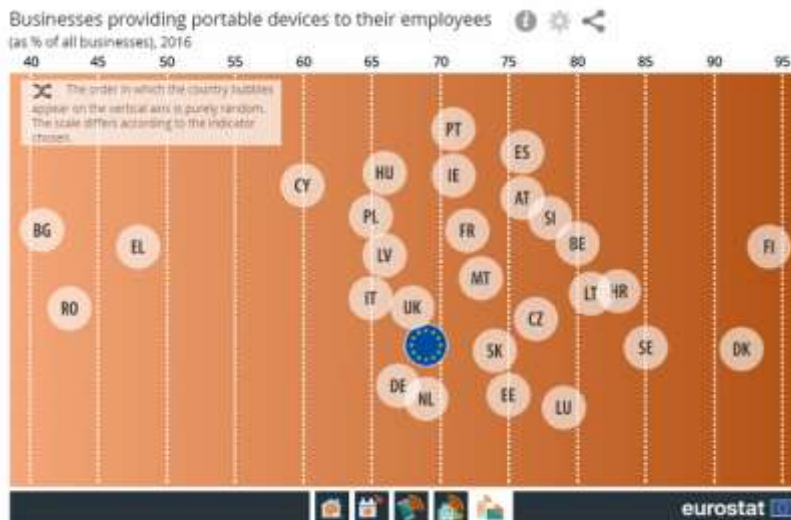 Businesses providing portable devices to their employees
(as % of all businesses), 2016
40 45 50 55 60 65 70 75 80 85 90 95
The order in which the country bubbles
appear on the vertical axis is purely random.
The scale differs according to the indicator
chosen.
PT
ES
HU IE
CY
AT
PL SI
BG FR
EL LV BE FI
MT
IT LT HR
RO UK CZ
SK SE DK
DE NL EE LU
eurostat